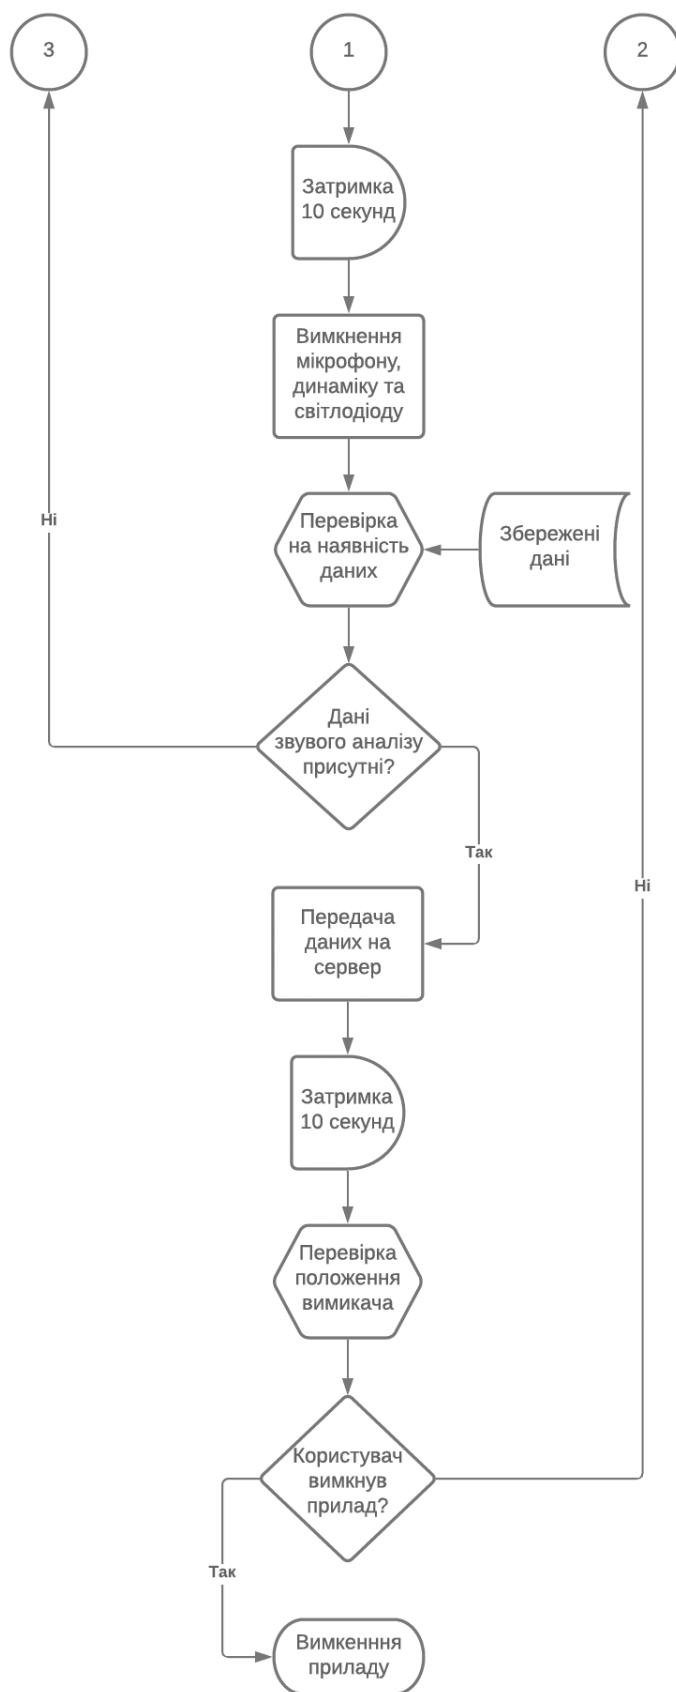 3
1
2
Затримка
10 секунд
Вимкнення
мікрофону,
динаміку та
світлодіоду
Ні
Перевірка
на наявність
даних
Збережені
дані
Дані
звувого аналізу
присутні?
Так
Ні
Передача
даних на
сервер
Затримка
10 секунд
Перевірка
положення
вимикача
Користувач
вимкнув
прилад?
Так
Вимкенння
приладу